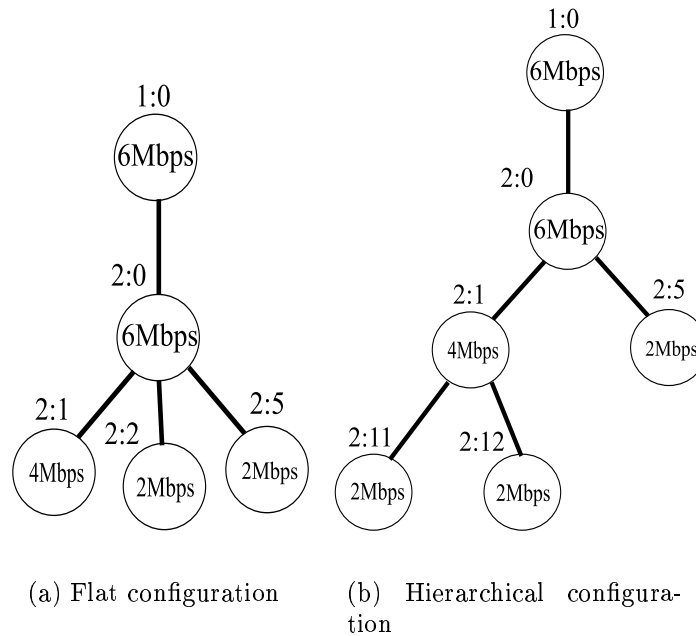 1:0
6Mbps
2:0
6Mbps
2:1
2:2
2:5
4Mbps
2Mbps
2Mbps
(a) Flat configuration
1:0
6Mbps
2:0
6Mbps
2:1
2:5
4Mbps
2Mbps
2:11
2:12
2Mbps
2Mbps
(b) Hierarchical configura-
tion